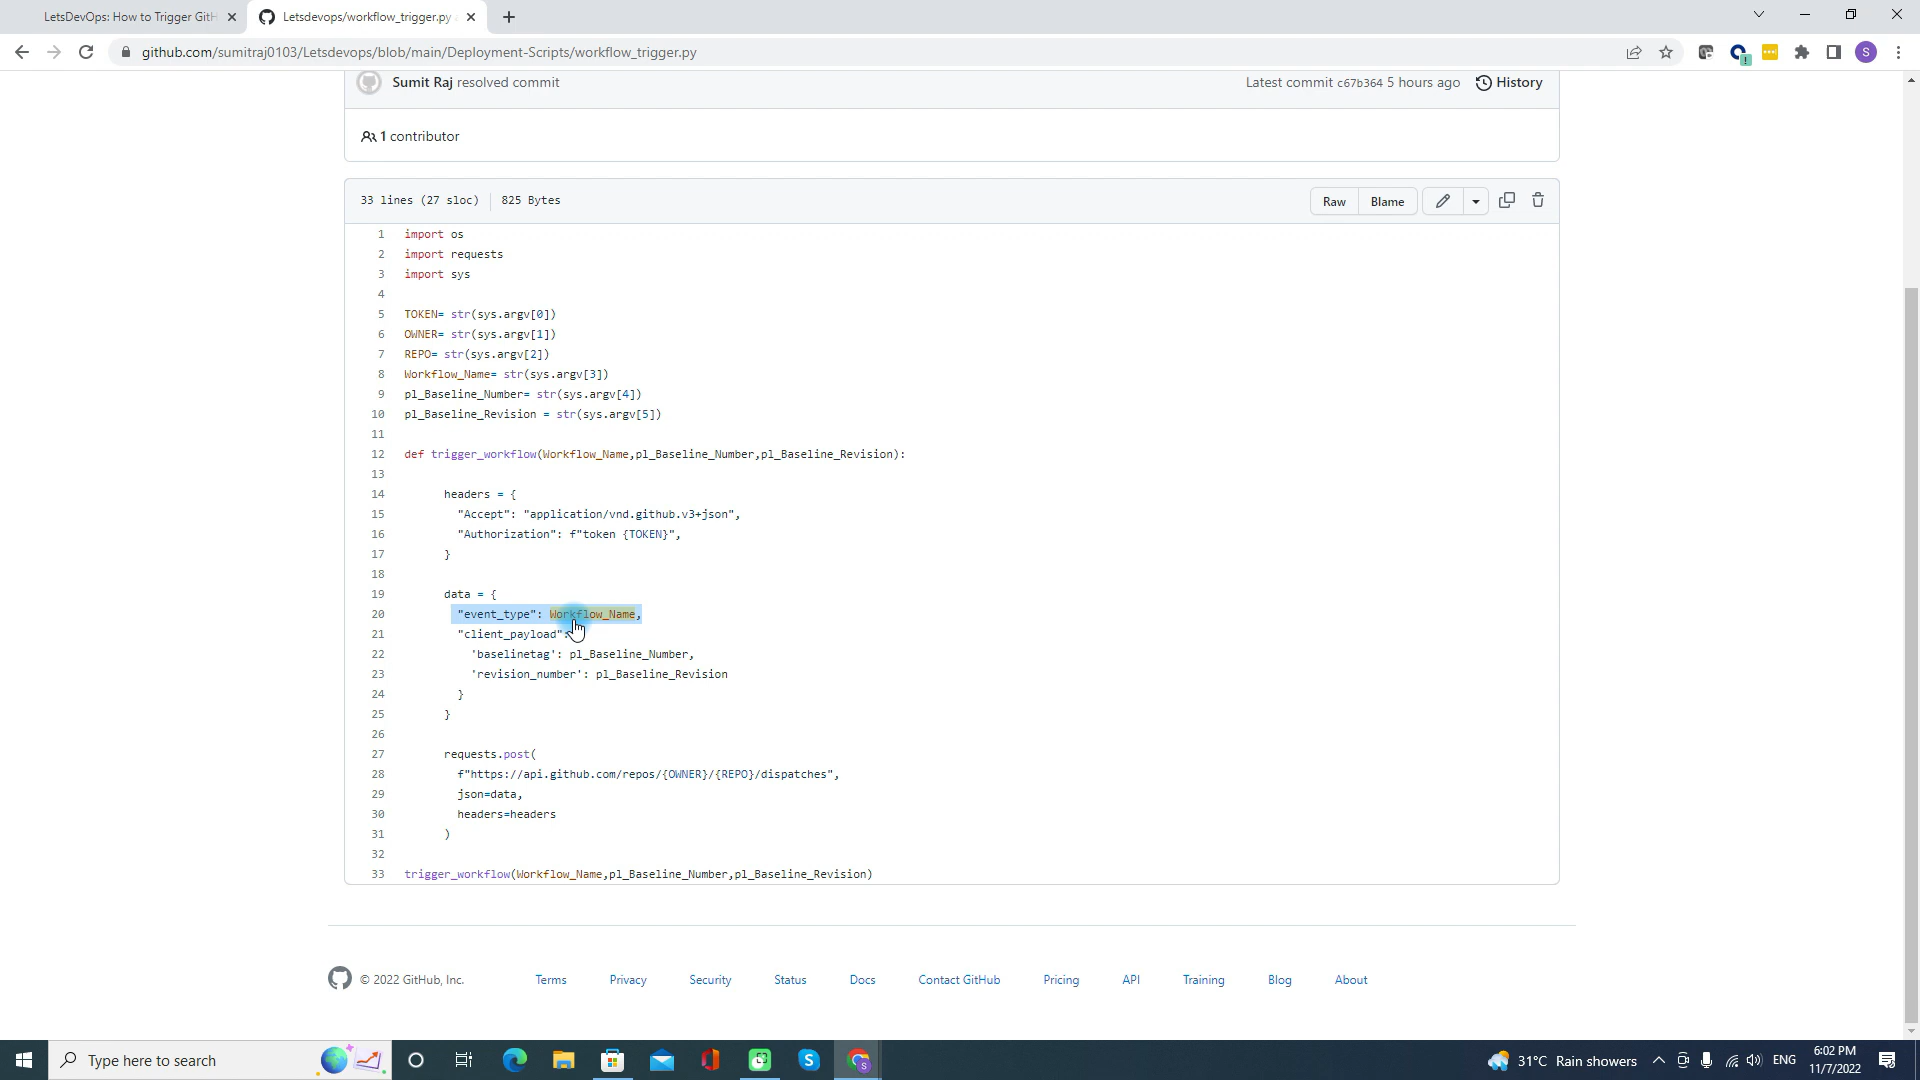 LetsDevOps: How to Trigger GitH
Letsdevops/workflow_trigger.py
github.com/sumitraj0103/Letsdevops/blob/main/Deployment-Scripts/workflow_trigger.py
S
Sumit Raj resolved commit
Latest commit c67b364 5 hours ago
History
1 contributor
33 lines (27 sloc)
825 Bytes
Raw
Blame
1 import os
2 import requests
3 import sys
4
5 TOKEN= str(sys.argv[0])
6 OWNER= str(sys.argv[1])
7 REPO= str(sys.argv[2])
8 Workflow_Name= str(sys.argv[3])
9 pl_Baseline_Number= str(sys.argv[4])
10 pl_Baseline_Revision = str(sys.argv[5])
11
12 def trigger_workflow(Workflow_Name,pl_Baseline_Number,pl_Baseline_Revision):
13
14 headers = {
15 "Accept": "application/vnd.github.v3+json",
16 "Authorization": f"token {TOKEN}",
17 }
18
19 data = {
20 "event_type": Workflow_Name,
21 "client_payload":
22 'baselinetag': pl_Baseline_Number,
23 'revision_number': pl_Baseline_Revision
24 }
25 }
26
27 requests.post(
28 f"https://api.github.com/repos/{OWNER}/{REPO}/dispatches",
29 json=data,
30 headers=headers
31 )
32
33 trigger_workflow(Workflow_Name,pl_Baseline_Number,pl_Baseline_Revision)
© 2022 GitHub, Inc.
Terms
Privacy
Security
Status
Docs
Contact GitHub
Pricing
API
Training
Blog
About
Type here to search
31°C Rain showers
ENG
6:02 PM
11/7/2022